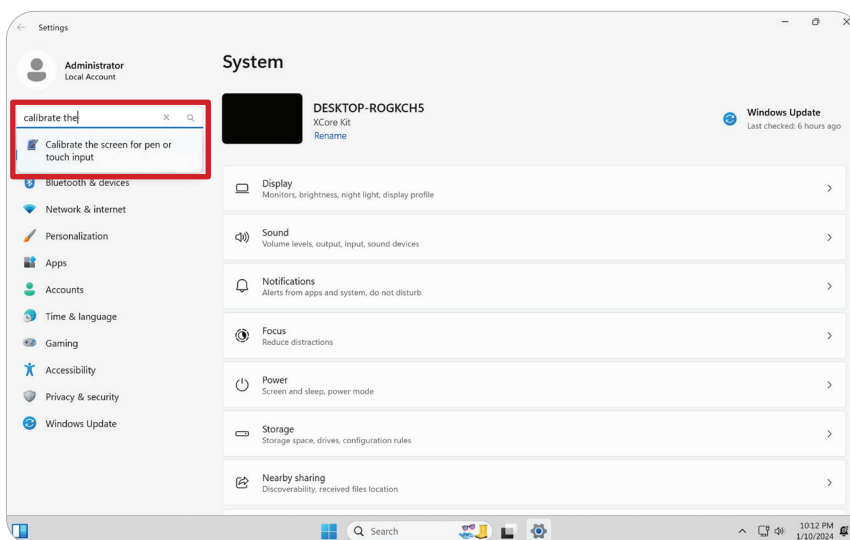 Settings
Administrator
Local Account
calibrate the
Calibrate the screen for pen or
touch input
Bluetooth & devices
Network & internet
Personalization
Apps
Accounts
Time & language
Gaming
Accessibility
Privacy & security
Windows Update
System
DESKTOP-ROGKCH5
XCore Kit
Rename
Windows Update
Last checked: 6 hours ago
Display
Monitors, brightness, night light, display profile
Sound
Volume levels, output, input, sound devices
Notifications
Alerts from apps and system, do not disturb
Focus
Reduce distractions
Power
Screen and sleep, power mode
Storage
Storage space, drives, configuration rules
Nearby sharing
Discoverability, received files location
Search
10:12 PM
1/10/2024